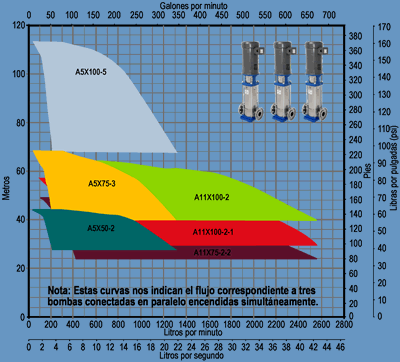 Galones por minuto
0 50 100 150 200 250 300 350 400 450 500 550 600 650 700
120
100
80
60
40
20
0
Metros
380
360
340
320
300
280
260
240
220
200
180
160
140
120
100
80
60
40
20
0
Pies
170
160
150
140
130
120
110
100
90
80
70
60
50
40
30
20
10
0
Libras por pulgadas (psi)
A5X100-5
A5X75-3
A11X100-2
A5X50-2
A11X100-2-1
A11X75-2-2
Nota: Estas curvas nos indican el flujo correspondiente a tres
bombas conectadas en paralelo encendidas simultáneamente.
0 200 400 600 800 1000 1200 1400 1600 1800 2000 2200 2400 2600 2800
Litros por minuto
0 2 4 6 8 10 12 14 16 18 20 22 24 26 28 30 32 34 36 38 40 42 44 46
Litros por segundo